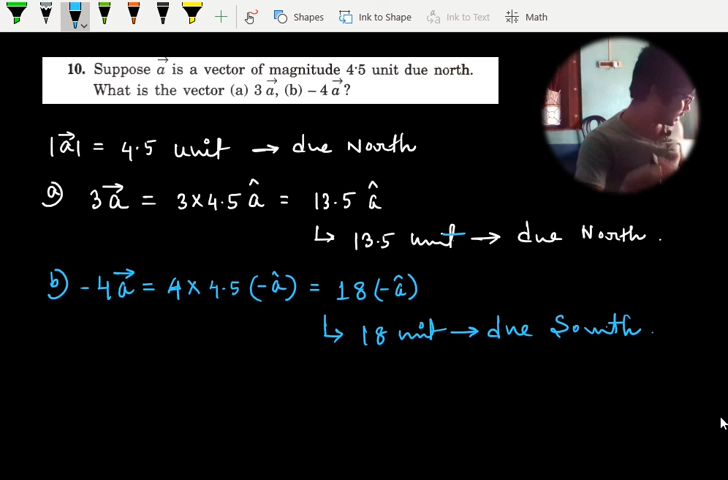 Shapes Ink to Shape Ink to Text Math
10. Suppose a⃗ is a vector of magnitude 4·5 unit due north.
What is the vector (a) 3 a⃗, (b) – 4 a⃗ ?
|a⃗| = 4.5 unit → due North
a) 3a⃗ = 3×4.5 â = 13.5 â
↳ 13.5 unit → due North.
b) -4a⃗ = 4 × 4.5 (-â) = 18 (-â)
↳ 18 unit → due South.